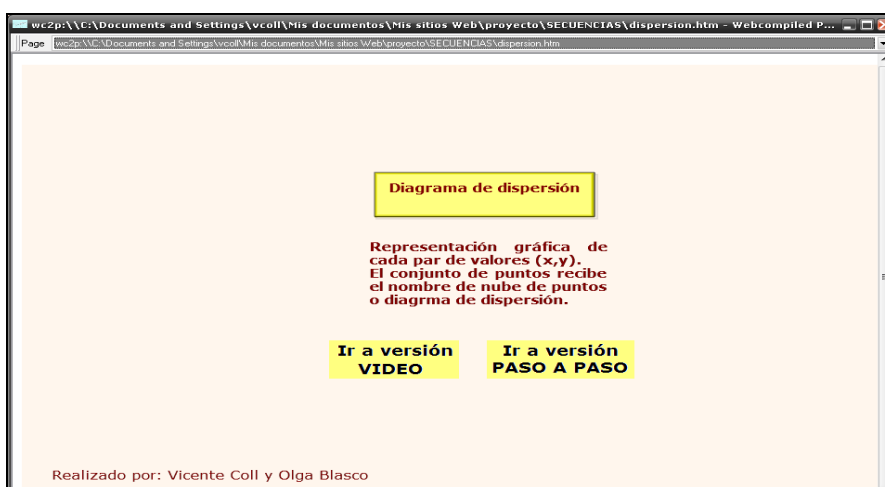 wc2p:\\C:\Documents and Settings\vcoll\Mis documentos\Mis sitios Web\proyecto\SECUENCIAS\dispersion.htm - Webcompiled P...
Page wc2p:\\C:\Documents and Settings\vcoll\Mis documentos\Mis sitios Web\proyecto\SECUENCIAS\dispersion.htm
Diagrama de dispersión
Representación gráfica de
cada par de valores (x,y).
El conjunto de puntos recibe
el nombre de nube de puntos
o diagrma de dispersión.
Ir a versión
VIDEO
Ir a versión
PASO A PASO
Realizado por: Vicente Coll y Olga Blasco